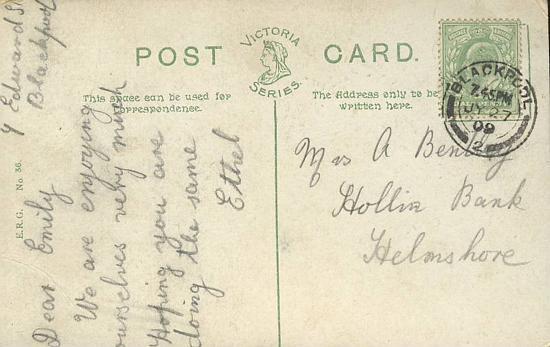 POST CARD.
VICTORIA
SERIES.
This space can be used for
correspondence.
The Address only to be
written here.
E.R.G. No 36.
Edward St
Blackpool
Dear Emily
We are enjoying
ourselves very much
Hoping you are
doing the same
Ethel
BLACKPOOL
7.45PM
27
09
2
Mrs A Bentley
Hollin Bank
Helmshore